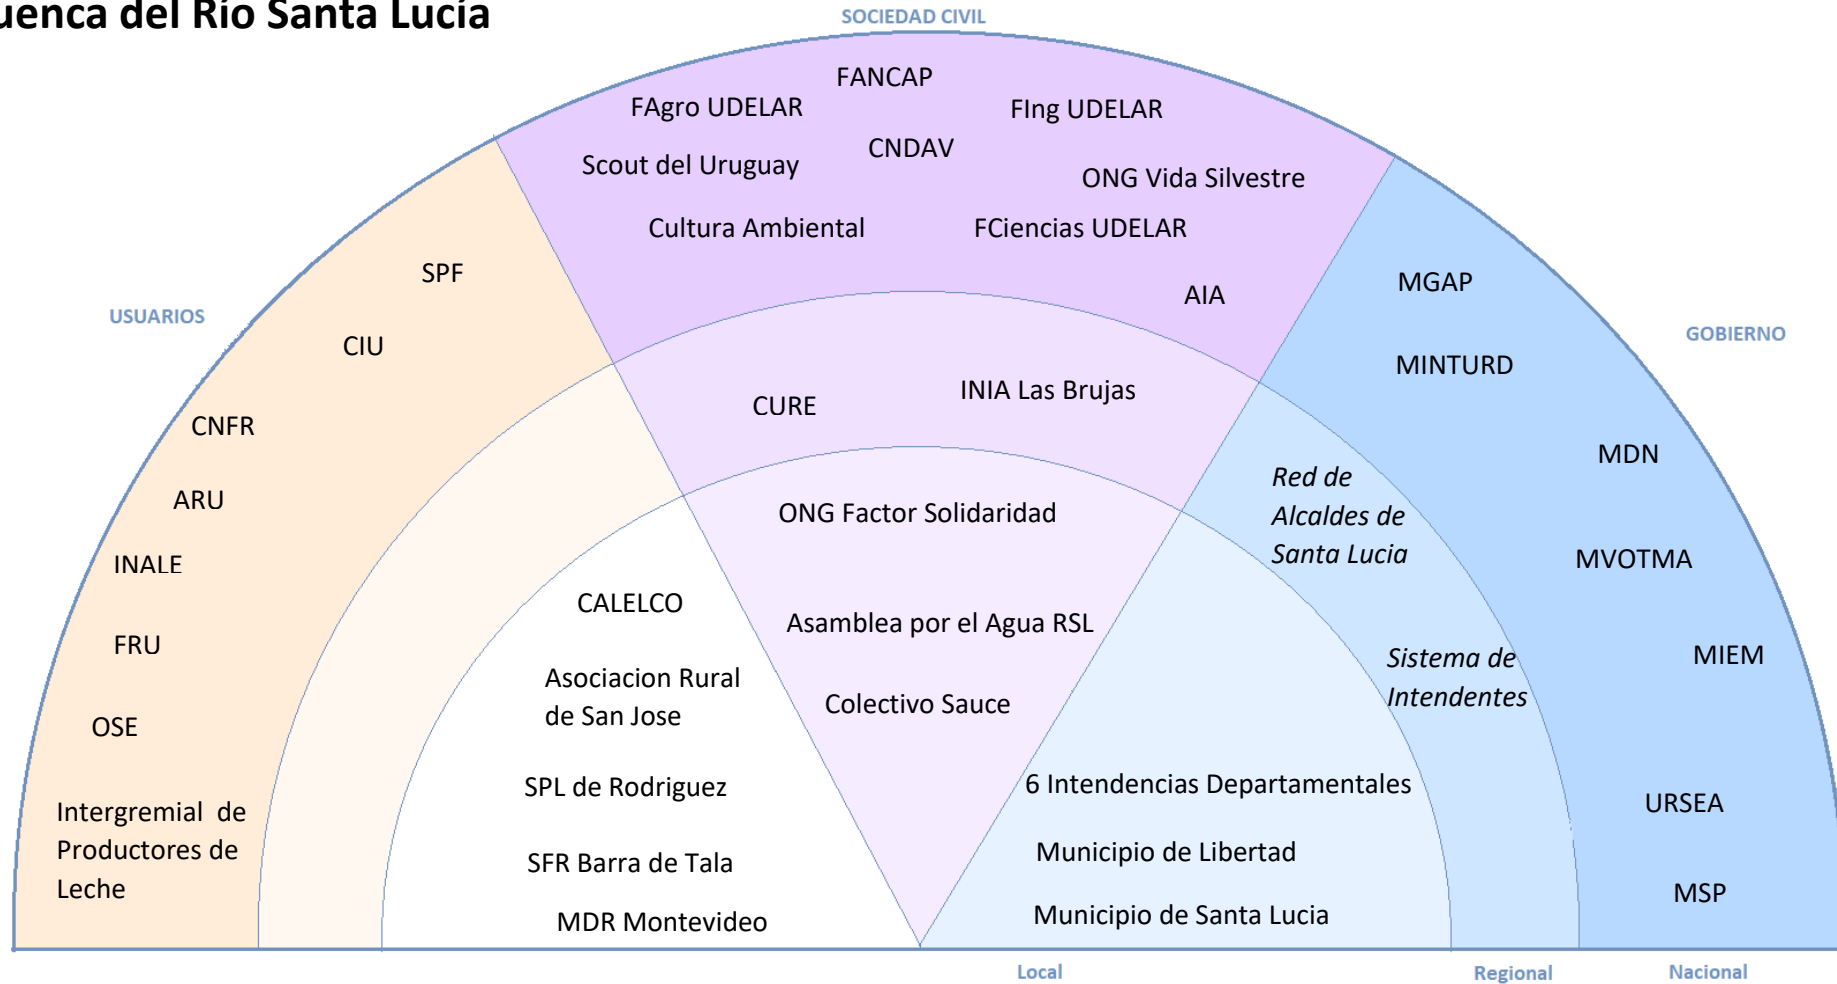 uenca del Río Santa Lucía
SOCIEDAD CIVIL
FANCAP
FAgro UDELAR
FIng UDELAR
CNDAV
Scout del Uruguay
ONG Vida Silvestre
Cultura Ambiental
FCiencias UDELAR
AIA
CURE
INIA Las Brujas
ONG Factor Solidaridad
Asamblea por el Agua RSL
Colectivo Sauce
USUARIOS
SPF
CIU
CNFR
ARU
INALE
FRU
OSE
Intergremial de
Productores de
Leche
CALELCO
Asociacion Rural
de San Jose
SPL de Rodriguez
SFR Barra de Tala
MDR Montevideo
GOBIERNO
MGAP
MINTURD
MDN
MVOTMA
MIEM
URSEA
MSP
Red de
Alcaldes de
Santa Lucia
Sistema de
Intendentes
6 Intendencias Departamentales
Municipio de Libertad
Municipio de Santa Lucia
Local
Regional
Nacional